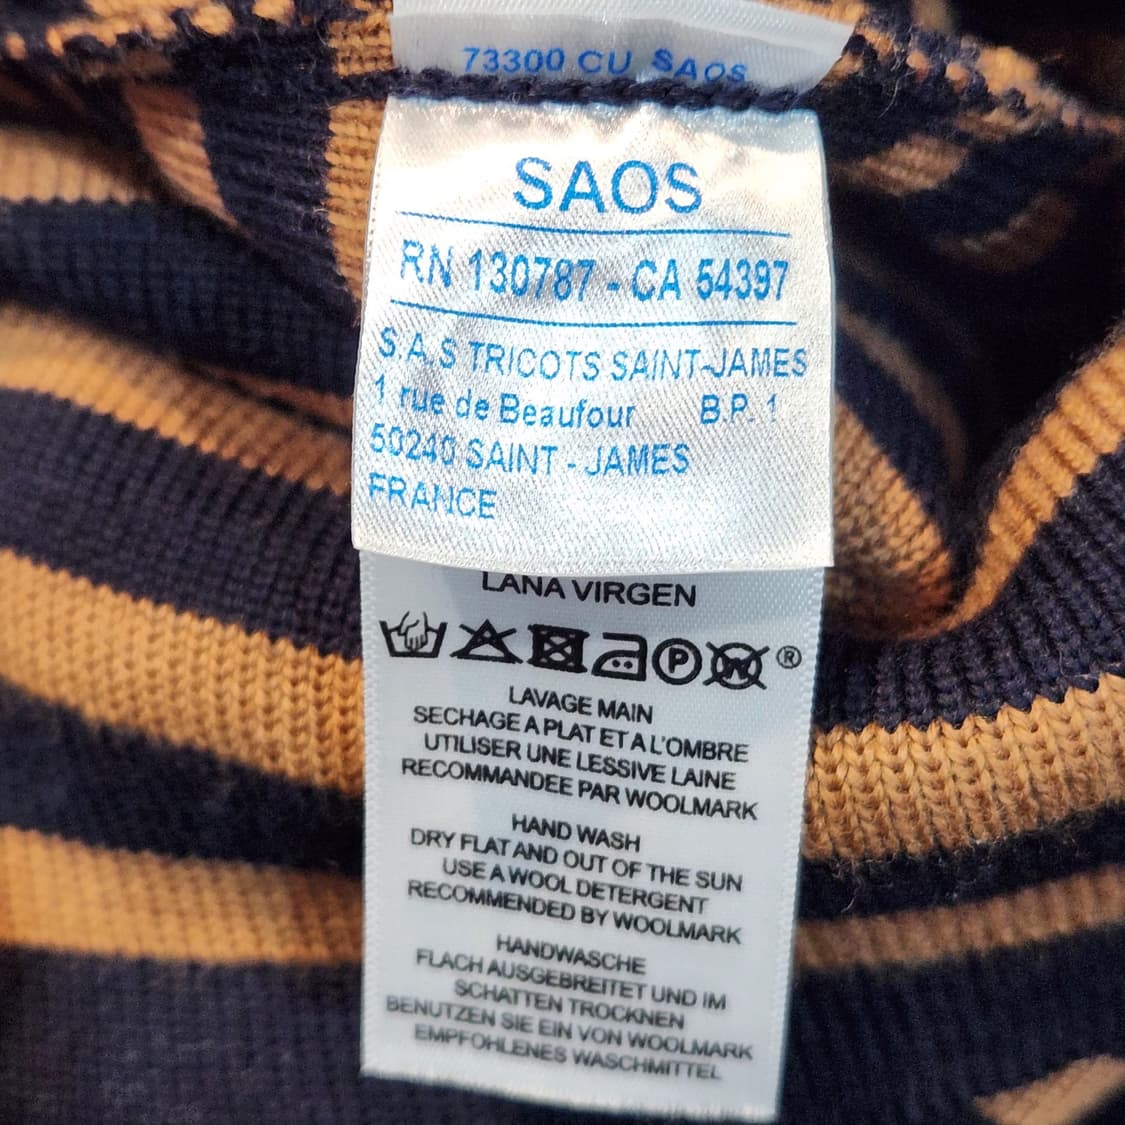 73300 CU SAOS
SAOS
RN 130787 - CA 54397
S.A.S TRICOTS SAINT-JAMES
1 rue de Beaufour B.P. 1
50240 SAINT - JAMES
FRANCE
LANA VIRGEN
P W ®
LAVAGE MAIN
SECHAGE A PLAT ET A L'OMBRE
UTILISER UNE LESSIVE LAINE
RECOMMANDEE PAR WOOLMARK
HAND WASH
DRY FLAT AND OUT OF THE SUN
USE A WOOL DETERGENT
RECOMMENDED BY WOOLMARK
HANDWASCHE
FLACH AUSGEBREITET UND IM
SCHATTEN TROCKNEN
BENUTZEN SIE EIN VON WOOLMARK
EMPFOHLENES WASCHMITTEL